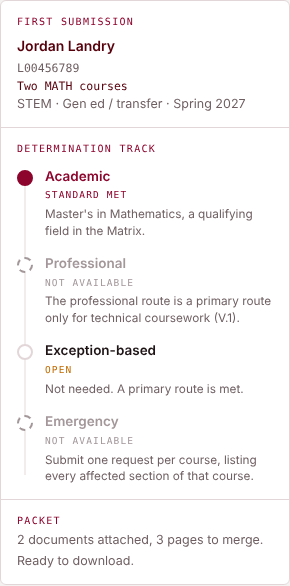 FIRST SUBMISSION
Jordan Landry
L00456789
Two MATH courses
STEM · Gen ed / transfer · Spring 2027
DETERMINATION TRACK
Academic
STANDARD MET
Master's in Mathematics, a qualifying
field in the Matrix.
Professional
NOT AVAILABLE
The professional route is a primary route
only for technical coursework (V.1).
Exception-based
OPEN
Not needed. A primary route is met.
Emergency
NOT AVAILABLE
Submit one request per course, listing
every affected section of that course.
PACKET
2 documents attached, 3 pages to merge.
Ready to download.